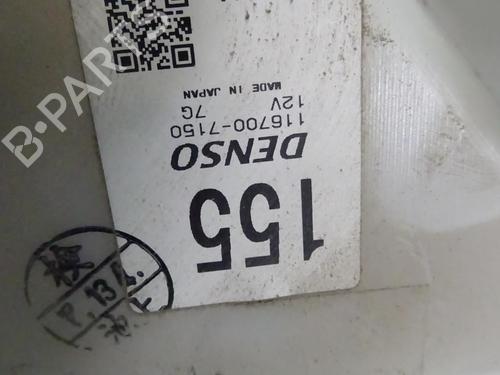 155
DENSO
116700-7150
12V 7G
MADE IN JAPAN
B-PARTS
P. 13